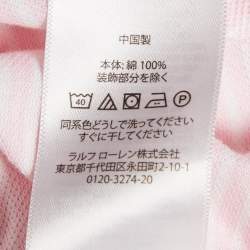 中国製
本体: 綿 100%
装飾部分を除く
40 P
同系色どうしで洗ってください
すぐに干してください
ラルフ ローレン株式会社
東京都千代田区永田町2-10-1
0120-3274-20